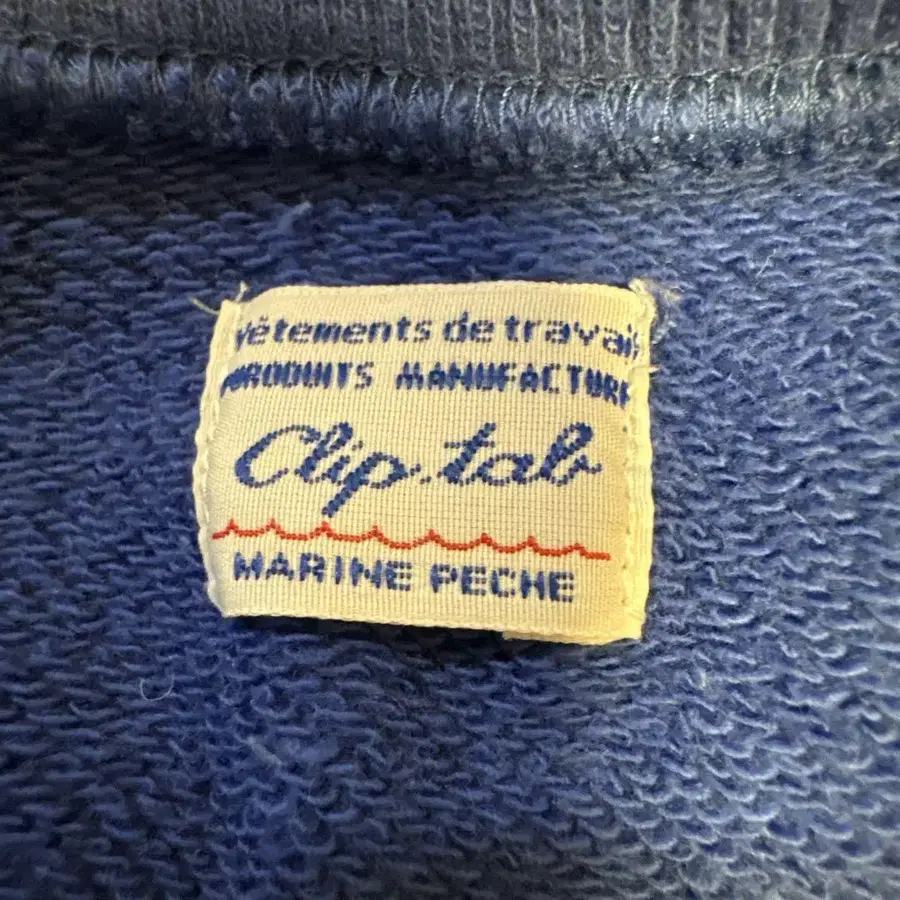 vêtements de travail
PRODUITS MANUFACTURE
Clip.tab
MARINE PECHE